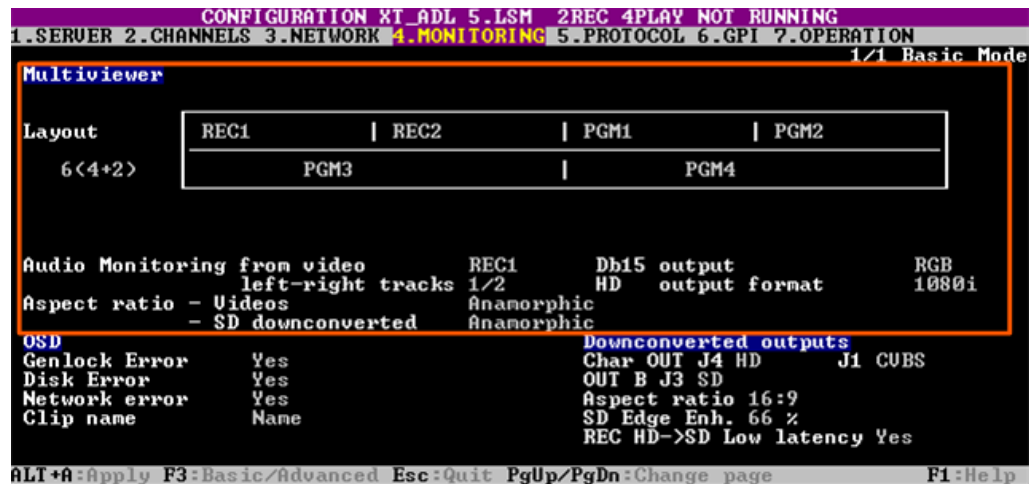 CONFIGURATION XT_ADL 5.LSM 2REC 4PLAY NOT RUNNING
1.SERVER 2.CHANNELS 3.NETWORK 4.MONITORING 5.PROTOCOL 6.GPI 7.OPERATION
1/1 Basic Mode
Multiviewer
Layout REC1 | REC2 | PGM1 | PGM2
6(4+2) PGM3 | PGM4
Audio Monitoring from video REC1 Db15 output RGB
left-right tracks 1/2 HD output format 1080i
Aspect ratio - Videos Anamorphic
- SD downconverted Anamorphic
OSD Downconverted outputs
Genlock Error Yes Char OUT J4 HD J1 CVBS
Disk Error Yes OUT B J3 SD
Network error Yes Aspect ratio 16:9
Clip name Name SD Edge Enh. 66 %
REC HD->SD Low latency Yes
ALT+A:Apply F3:Basic/Advanced Esc:Quit PgUp/PgDn:Change page F1:Help